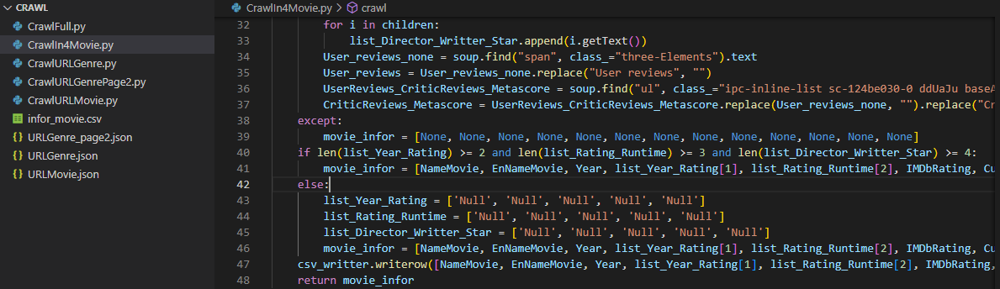 CRAWL
CrawlFull.py
CrawlIn4Movie.py
CrawlURLGenre.py
CrawlURLGenrePage2.py
CrawlURLMovie.py
infor_movie.csv
URLGenre_page2.json
URLGenre.json
URLMovie.json
CrawlIn4Movie.py > crawl
32 for i in children:
33 list_Director_Writter_Star.append(i.getText())
34 User_reviews_none = soup.find("span", class_="three-Elements").text
35 User_reviews = User_reviews_none.replace("User reviews", "")
36 UserReviews_CriticReviews_Metascore = soup.find("ul", class_="ipc-inline-list sc-124be030-0 ddUaJu baseA
37 CriticReviews_Metascore = UserReviews_CriticReviews_Metascore.replace(User_reviews_none, "").replace("Cr
38 except:
39 movie_infor = [None, None, None, None, None, None, None, None, None, None, None, None]
40 if len(list_Year_Rating) >= 2 and len(list_Rating_Runtime) >= 3 and len(list_Director_Writter_Star) >= 4:
41 movie_infor = [NameMovie, EnNameMovie, Year, list_Year_Rating[1], list_Rating_Runtime[2], IMDbRating, Cu
42 else:
43 list_Year_Rating = ['Null', 'Null', 'Null', 'Null', 'Null']
44 list_Rating_Runtime = ['Null', 'Null', 'Null', 'Null', 'Null']
45 list_Director_Writter_Star = ['Null', 'Null', 'Null', 'Null', 'Null']
46 movie_infor = [NameMovie, EnNameMovie, Year, list_Year_Rating[1], list_Rating_Runtime[2], IMDbRating, Cu
47 csv_writter.writerow([NameMovie, EnNameMovie, Year, list_Year_Rating[1], list_Rating_Runtime[2], IMDbRating,
48 return movie_infor